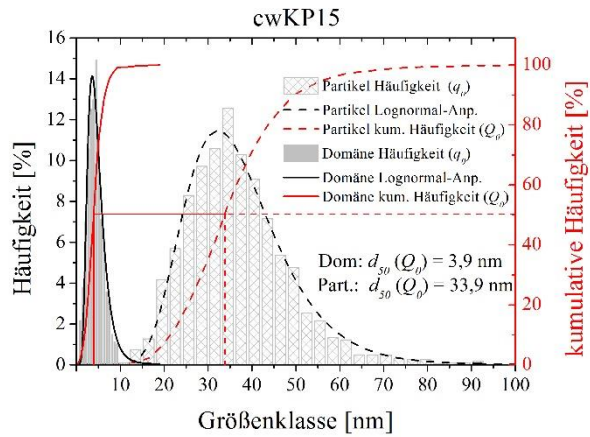 cwKP15
16
14
12
10
8
6
4
2
0
Häufigkeit [%]
100
80
60
40
20
0
kumulative Häufigkeit [%]
Partikel Häufigkeit (q₀)
Partikel Lognormal-Anp.
Partikel kum. Häufigkeit (Q₀)
Domäne Häufigkeit (q₀)
Domäne Lognormal-Anp.
Domäne kum. Häufigkeit (Q₀)
Dom: d₅₀ (Q₀) = 3,9 nm
Part.: d₅₀ (Q₀) = 33,9 nm
10 20 30 40 50 60 70 80 90 100
Größenklasse [nm]